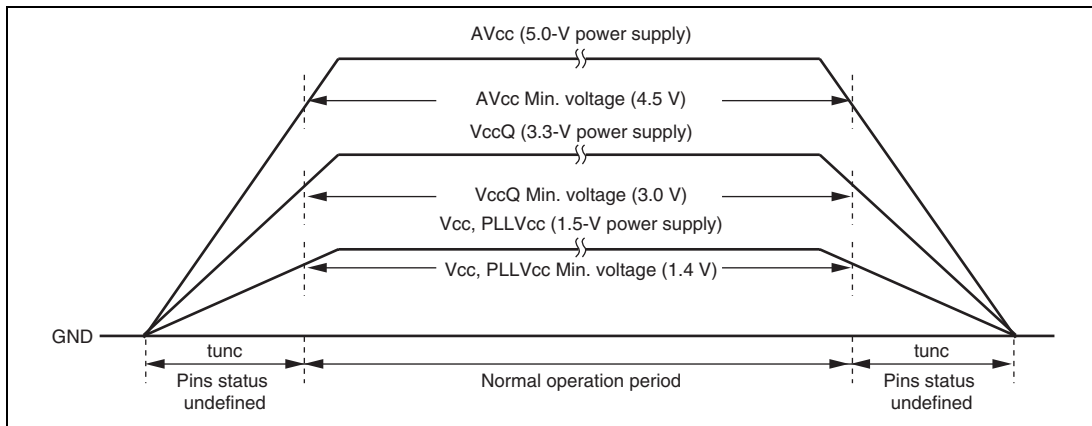 AVcc (5.0-V power supply)
AVcc Min. voltage (4.5 V)
VccQ (3.3-V power supply)
VccQ Min. voltage (3.0 V)
Vcc, PLLVcc (1.5-V power supply)
Vcc, PLLVcc Min. voltage (1.4 V)
GND
tunc
Pins status
undefined
Normal operation period
tunc
Pins status
undefined